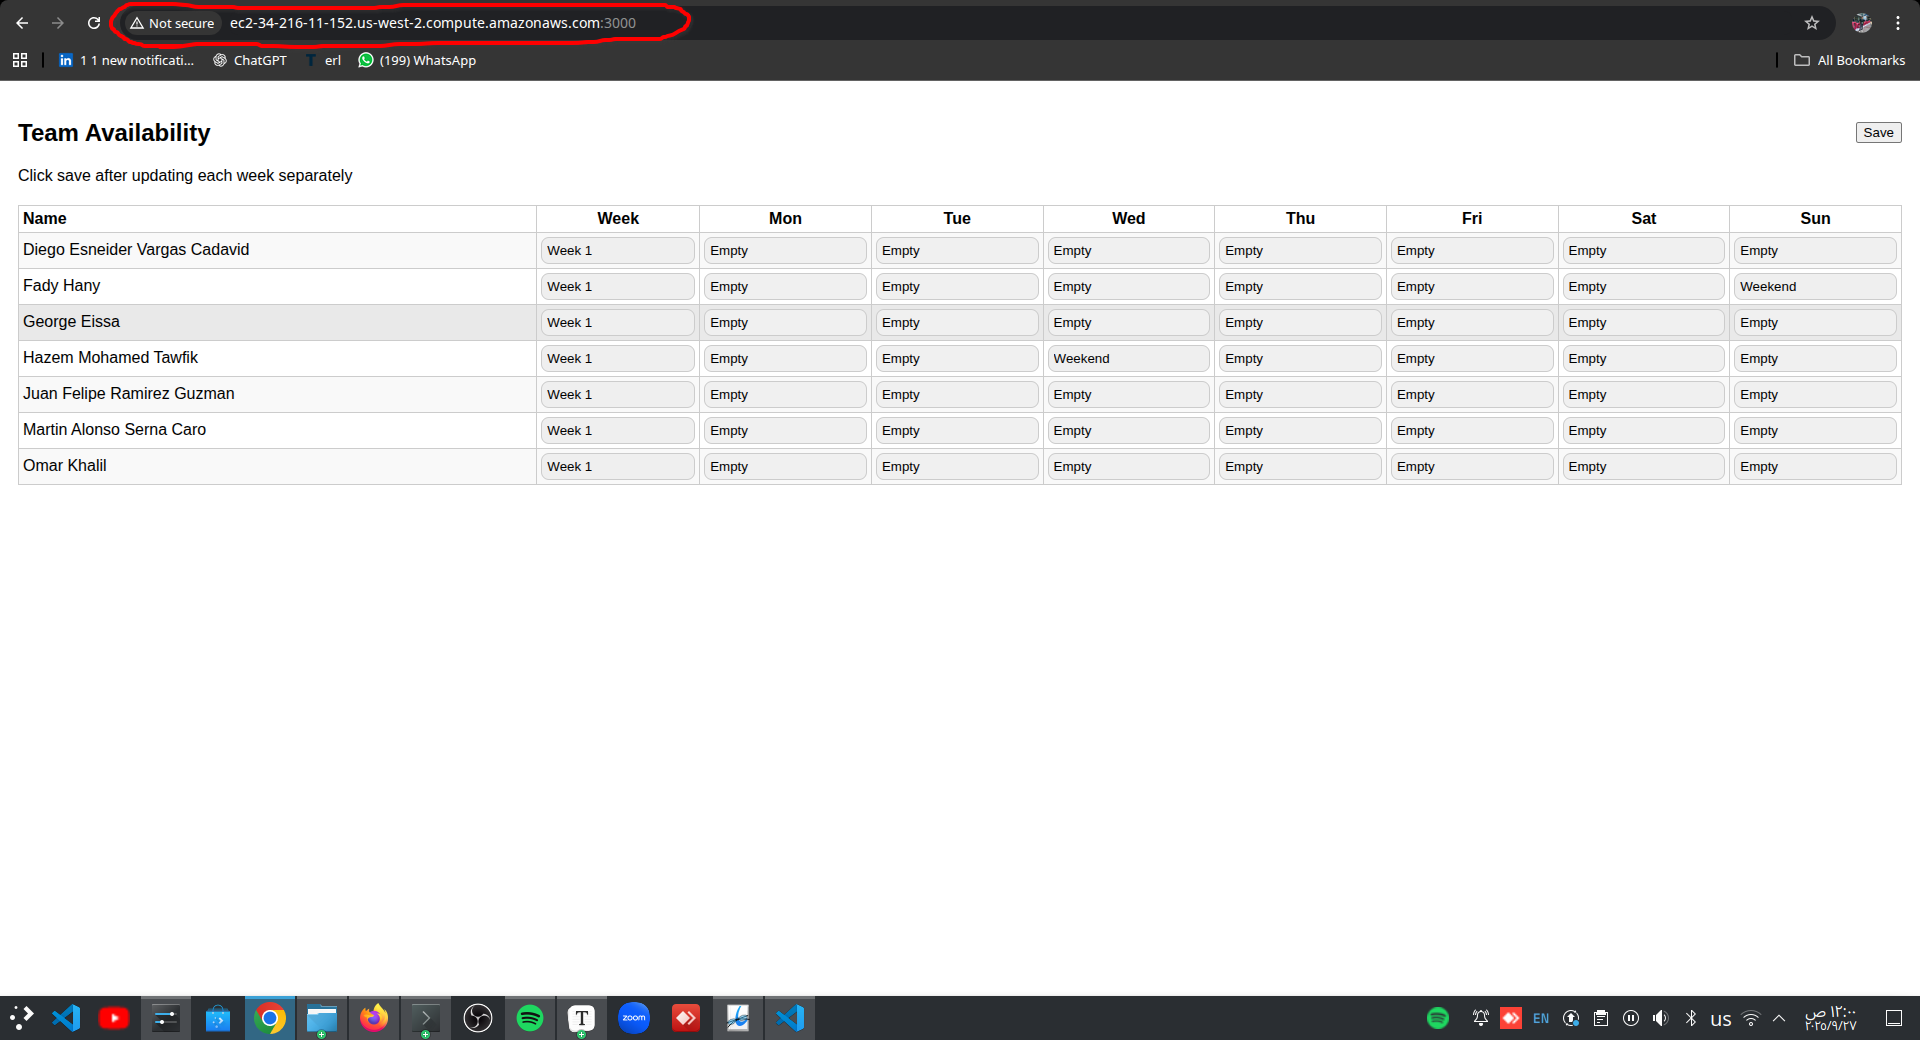 Not secure ec2-34-216-11-152.us-west-2.compute.amazonaws.com:3000
in 1 1 new notificati... ChatGPT T erl (199) WhatsApp All Bookmarks
Team Availability Save
Click save after updating each week separately
Name Week Mon Tue Wed Thu Fri Sat Sun
Diego Esneider Vargas Cadavid Week 1 Empty Empty Empty Empty Empty Empty Empty
Fady Hany Week 1 Empty Empty Empty Empty Empty Empty Weekend
George Eissa Week 1 Empty Empty Empty Empty Empty Empty Empty
Hazem Mohamed Tawfik Week 1 Empty Empty Weekend Empty Empty Empty Empty
Juan Felipe Ramirez Guzman Week 1 Empty Empty Empty Empty Empty Empty Empty
Martin Alonso Serna Caro Week 1 Empty Empty Empty Empty Empty Empty Empty
Omar Khalil Week 1 Empty Empty Empty Empty Empty Empty Empty
T zoom EN us ١٢:٠٠ ص
٢٠٢٥/٩/٢٧